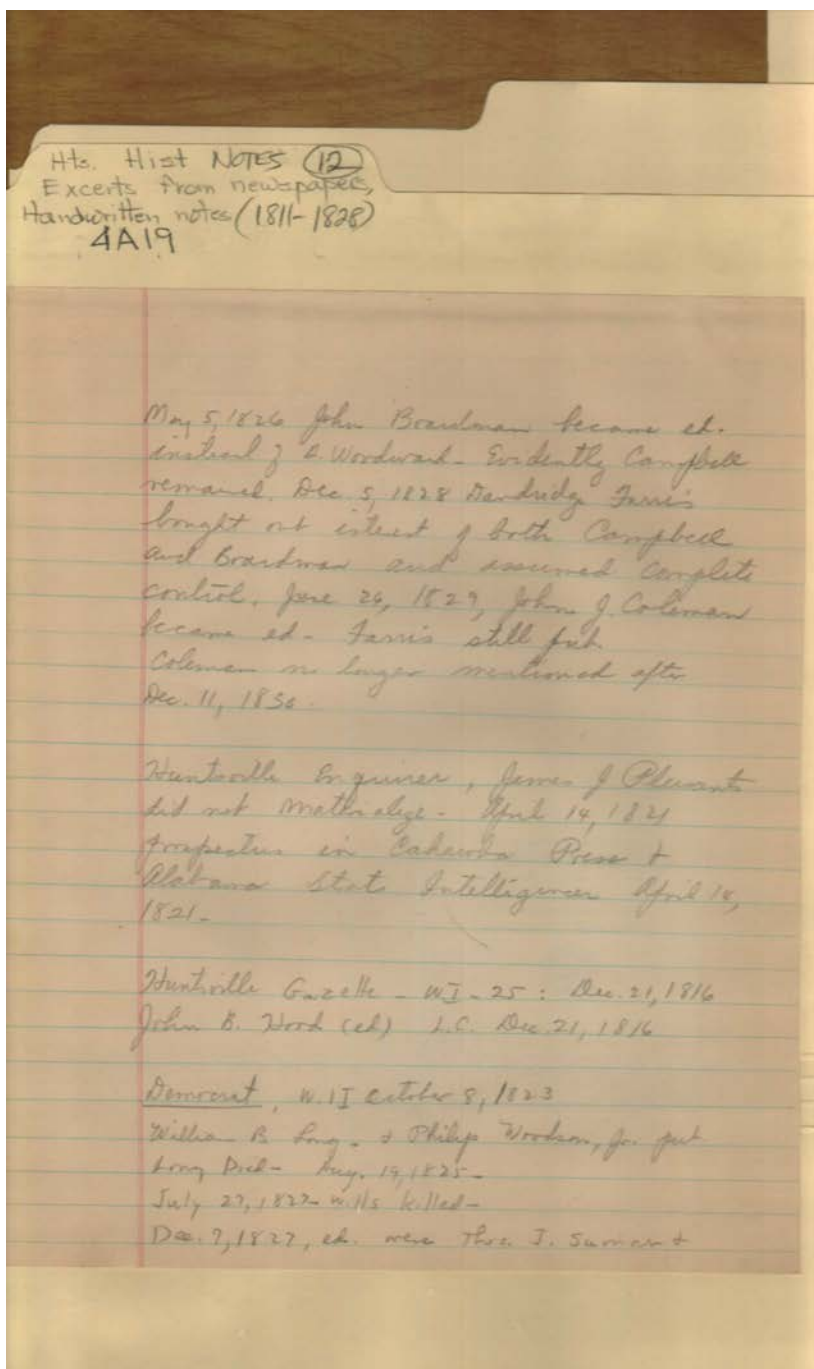 Hts. Hist NOTES (12)
Excerts from newspapers,
Handwritten notes (1811-1828)
4A19
May 5, 1826 John Boardman became ed.
instead of A. Woodward - Evidently Campbell
remained. Dec. 5, 1828 Dandridge Farris
bought out interest of both Campbell
and Boardman and assumed complete
control. June 26, 1829, John J. Coleman
became ed - Farris still pub.
Coleman no longer mentioned after
Dec. 11, 1830.
Huntsville Enquirer, James J Pleasants
did not materialize - April 14, 1821
prospectus in Cahawba Press &
Alabama State Intelligencer April 14,
1821-
Huntsville Gazette - WI - 25: Dec. 21, 1816
John B. Hood (ed) L.C. Dec. 21, 1816
Democrat, W.1I October 8, 1823
William B Long - & Philip Woodson, Jr. pub
Long Died - Aug. 19, 1825 -
July 27, 1827 - Wills killed -
Dec. 7, 1827, ed. were Thos. J. &